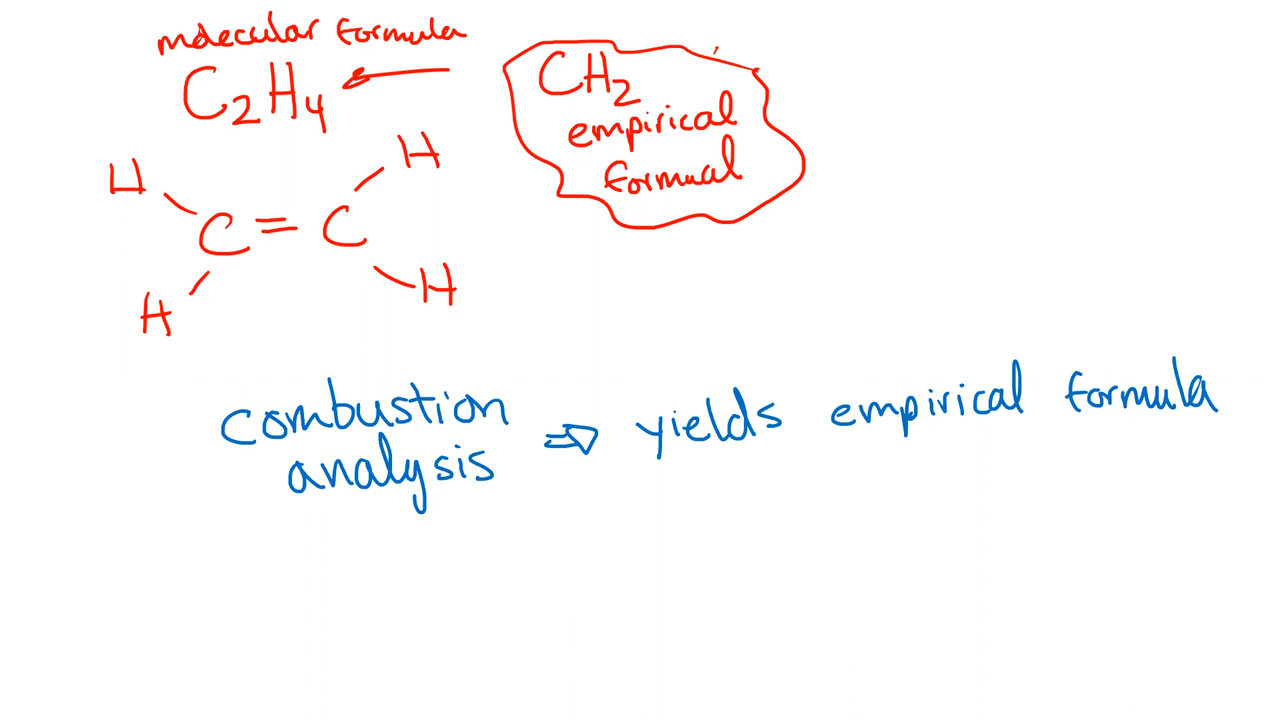 molecular formula
C₂H₄
CH₂
empirical
formual
H
H
C = C
H
H
combustion
analysis ⇒ yields empirical formula